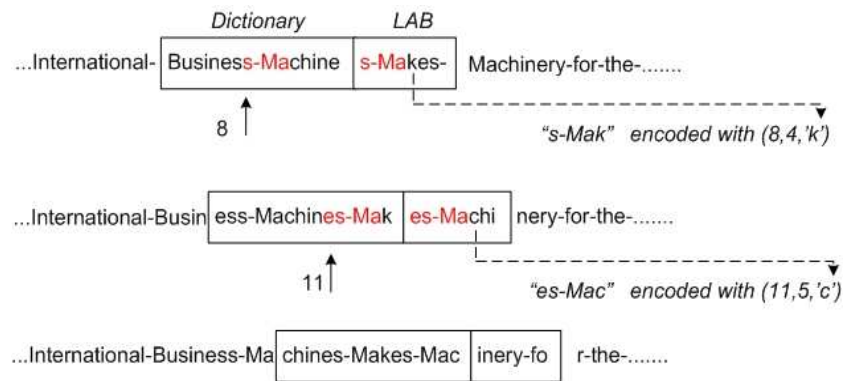 Dictionary LAB
...International- Business-Machine s-Makes- Machinery-for-the-.......
8
“s-Mak” encoded with (8,4,’k’)
...International-Busin ess-Machines-Mak es-Machi nery-for-the-.......
11
“es-Mac” encoded with (11,5,’c’)
...International-Business-Ma chines-Makes-Mac inery-fo r-the-.......